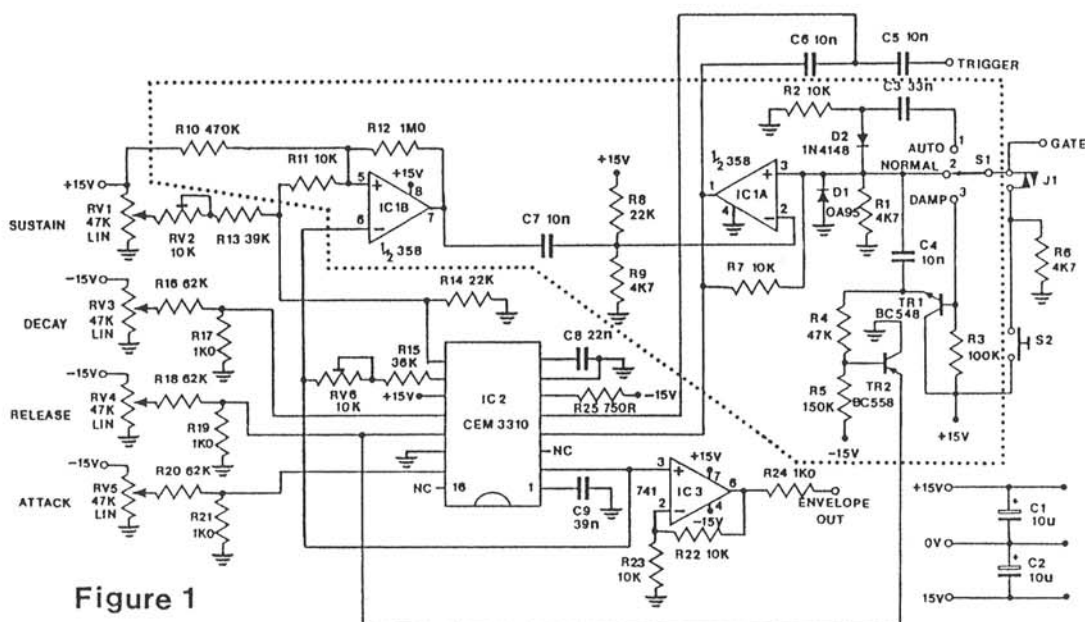 C6 10n
C5 10n
TRIGGER
R2 10K
C3 33n
R10 470K
R12 1M0
R11 10K
+15V
D2
1N4148
AUTO
1
GATE
½ 358
NORMAL
2
S1
J1
+15V
RV1
47K
LIN
SUSTAIN
RV2
10K
R13 39K
5
+
8
IC1B
7
6
−
½ 358
C7 10n
R8
22K
R9
4K7
1
IC1A
3
+
2
−
4
D1
OA95
R1
4K7
DAMP
3
C4
10n
R6
4K7
−15V
RV3
47K
LIN
DECAY
R16 62K
R17
1K0
R14 22K
R7 10K
TR1
BC548
R4
47K
R3
100K
S2
TR2
BC558
R5
150K
−15V
+15V
−15V
RV4
47K
LIN
RELEASE
R18 62K
R19
1K0
RV6
10K
R15
36K
+15V
C8 22n
R25 750R
−15V
IC 2
CEM 3310
NC
NC
16
1
C9
39n
−15V
RV5
47K
LIN
ATTACK
R20 62K
R21
1K0
+15V
3
+
7
741
IC 3
6
2
−
4
−15V
R24 1K0
ENVELOPE
OUT
R22 10K
R23
10K
+15V
+
C1
10u
0V
+
C2
10u
15V
Figure 1